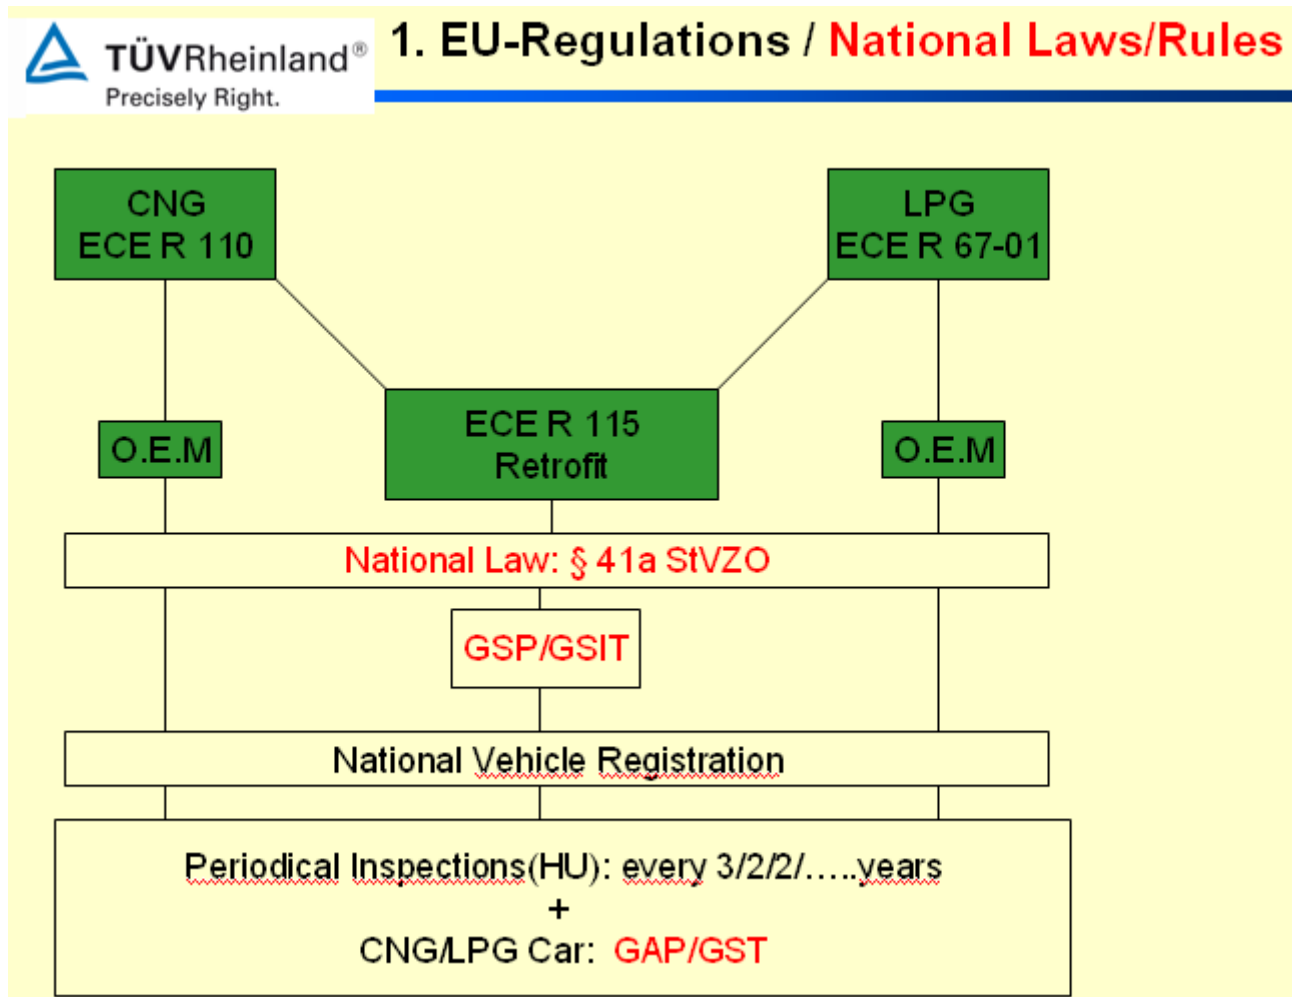 TÜVRheinland®
Precisely Right.
1. EU-Regulations / National Laws/Rules
CNG
ECE R 110
LPG
ECE R 67-01
ECE R 115
Retrofit
O.E.M
O.E.M
National Law: § 41a StVZO
GSP/GSIT
National Vehicle Registration
Periodical Inspections(HU): every 3/2/2/.....years
+
CNG/LPG Car: GAP/GST